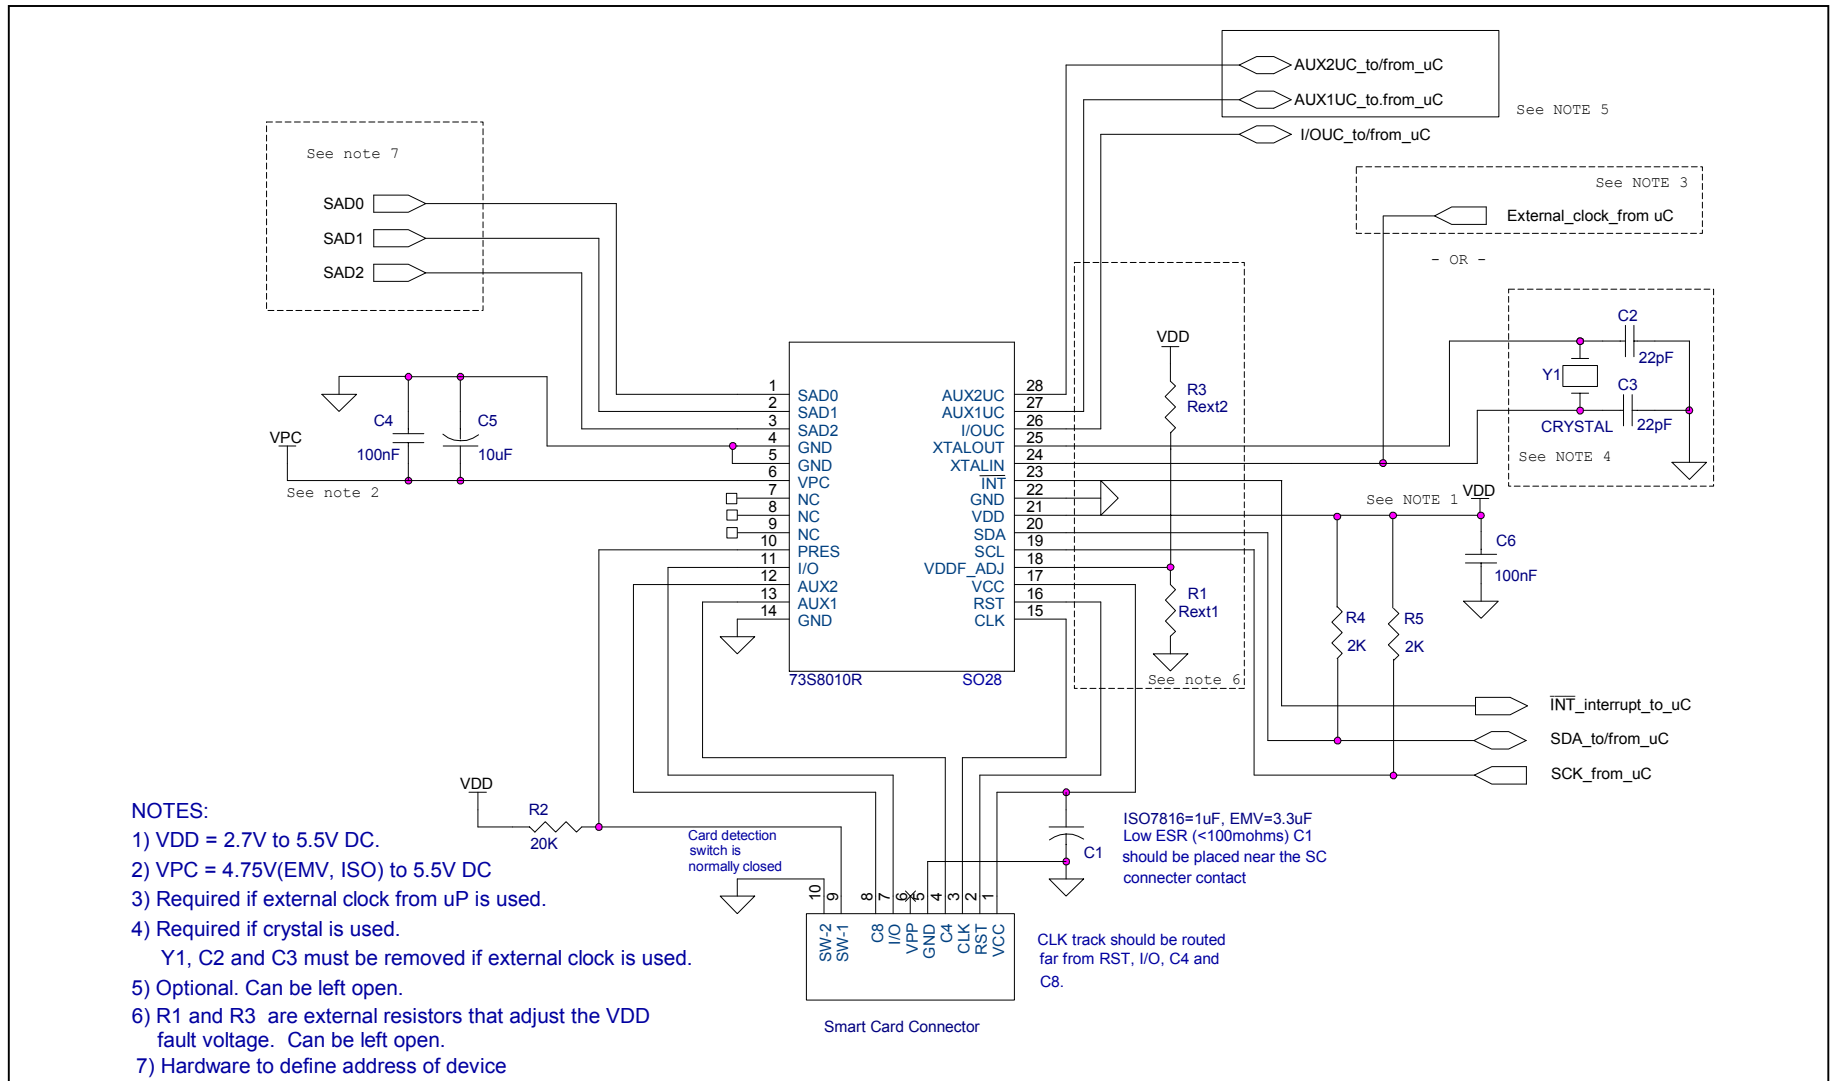 AUX2UC_to/from_uC
AUX1UC_to.from_uC
See NOTE 5
I/OUC_to/from_uC
See note 7
SAD0
SAD1
SAD2
See NOTE 3
External_clock_from uC
- OR -
C2
22pF
Y1
C3
22pF
CRYSTAL
See NOTE 4
VDD
R3
Rext2
R1
Rext1
See note 6
C4
100nF
C5
10uF
VPC
See note 2
1
2
3
4
5
6
7
8
9
10
11
12
13
14
SAD0
SAD1
SAD2
GND
GND
VPC
NC
NC
NC
PRES
I/O
AUX2
AUX1
GND
AUX2UC
AUX1UC
I/OUC
XTALOUT
XTALIN
INT
GND
VDD
SDA
SCL
VDDF_ADJ
VCC
RST
CLK
28
27
26
25
24
23
22
21
20
19
18
17
16
15
73S8010R
SO28
See NOTE 1
VDD
C6
100nF
R4
2K
R5
2K
INT_interrupt_to_uC
SDA_to/from_uC
SCK_from_uC
VDD
R2
20K
Card detection
switch is
normally closed
C1
ISO7816=1uF, EMV=3.3uF
Low ESR (<100mohms) C1
should be placed near the SC
connecter contact
10
9
8
7
6
5
4
3
2
1
SW-2
SW-1
C8
I/O
VPP
GND
C4
CLK
RST
VCC
CLK track should be routed
far from RST, I/O, C4 and
C8.
Smart Card Connector
NOTES:
1) VDD = 2.7V to 5.5V DC.
2) VPC = 4.75V(EMV, ISO) to 5.5V DC
3) Required if external clock from uP is used.
4) Required if crystal is used.
Y1, C2 and C3 must be removed if external clock is used.
5) Optional. Can be left open.
6) R1 and R3 are external resistors that adjust the VDD
fault voltage. Can be left open.
7) Hardware to define address of device